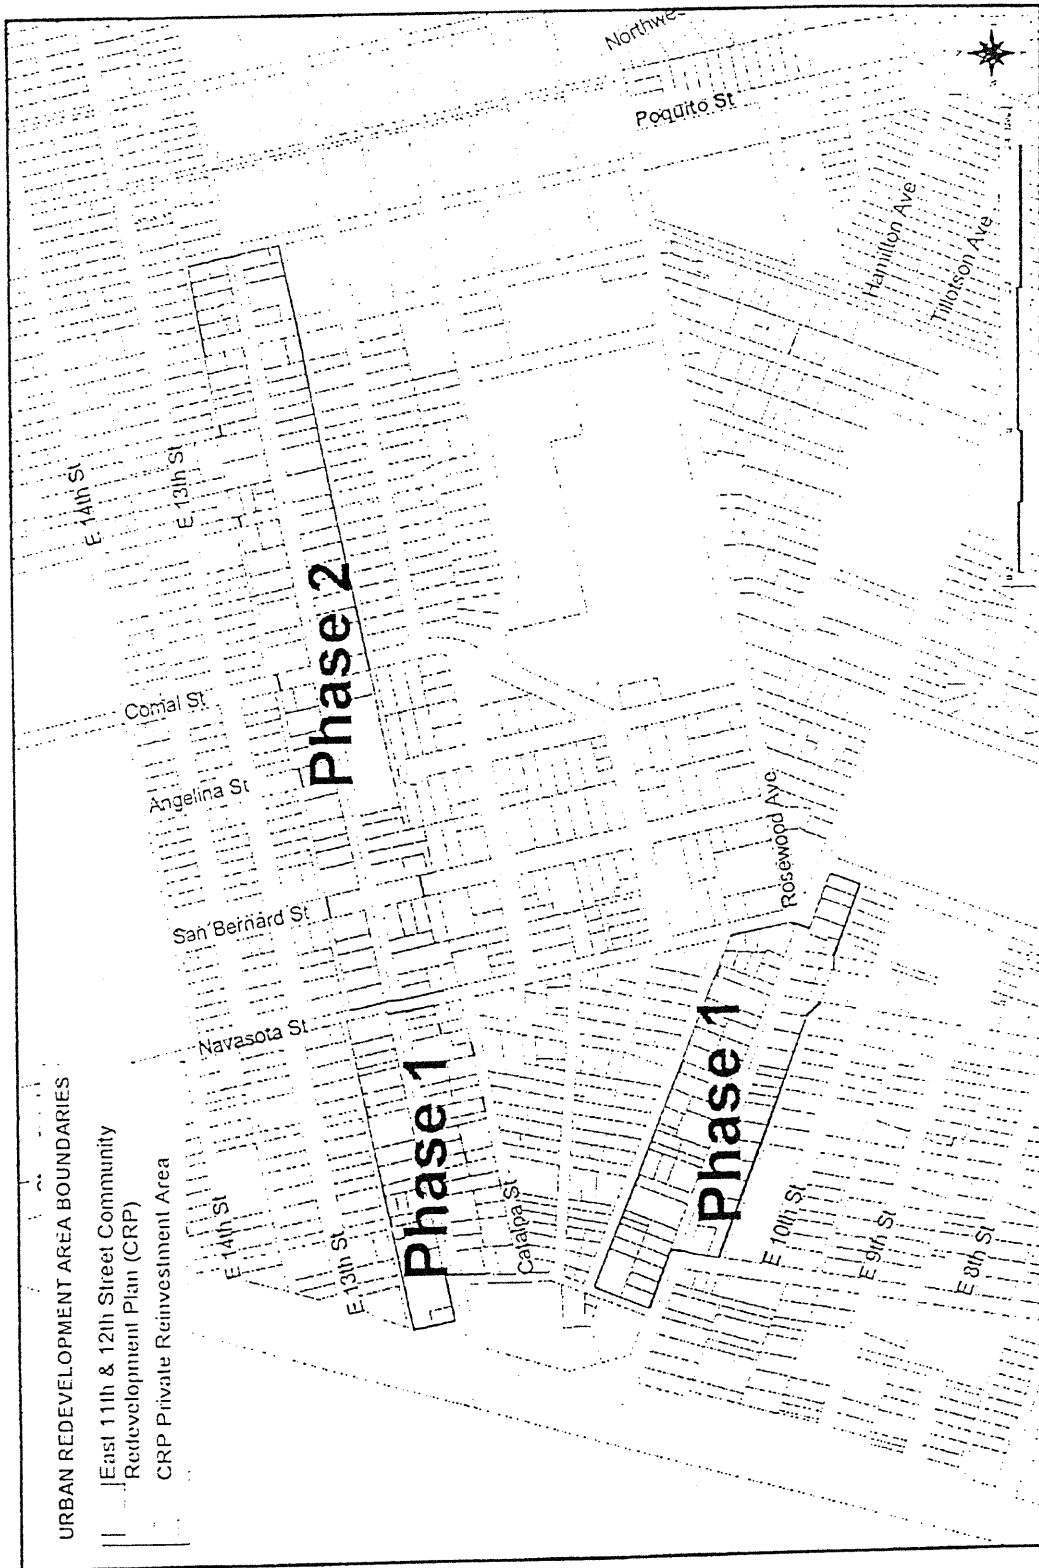 URBAN REDEVELOPMENT AREA BOUNDARIES
East 11th & 12th Street Community
Redevelopment Plan (CRP)
CRP Private Reinvestment Area
E 14th St
E 13th St
Navasota St
San Bernard St
Angelina St
Comal St
E 14th St
E 13th St
Phase 1
Phase 2
Catalpa St
Phase 1
E 10th St
E 9th St
E 8th St
Rosewood Ave
Poquito St
Hamilton Ave
Tillotson Ave